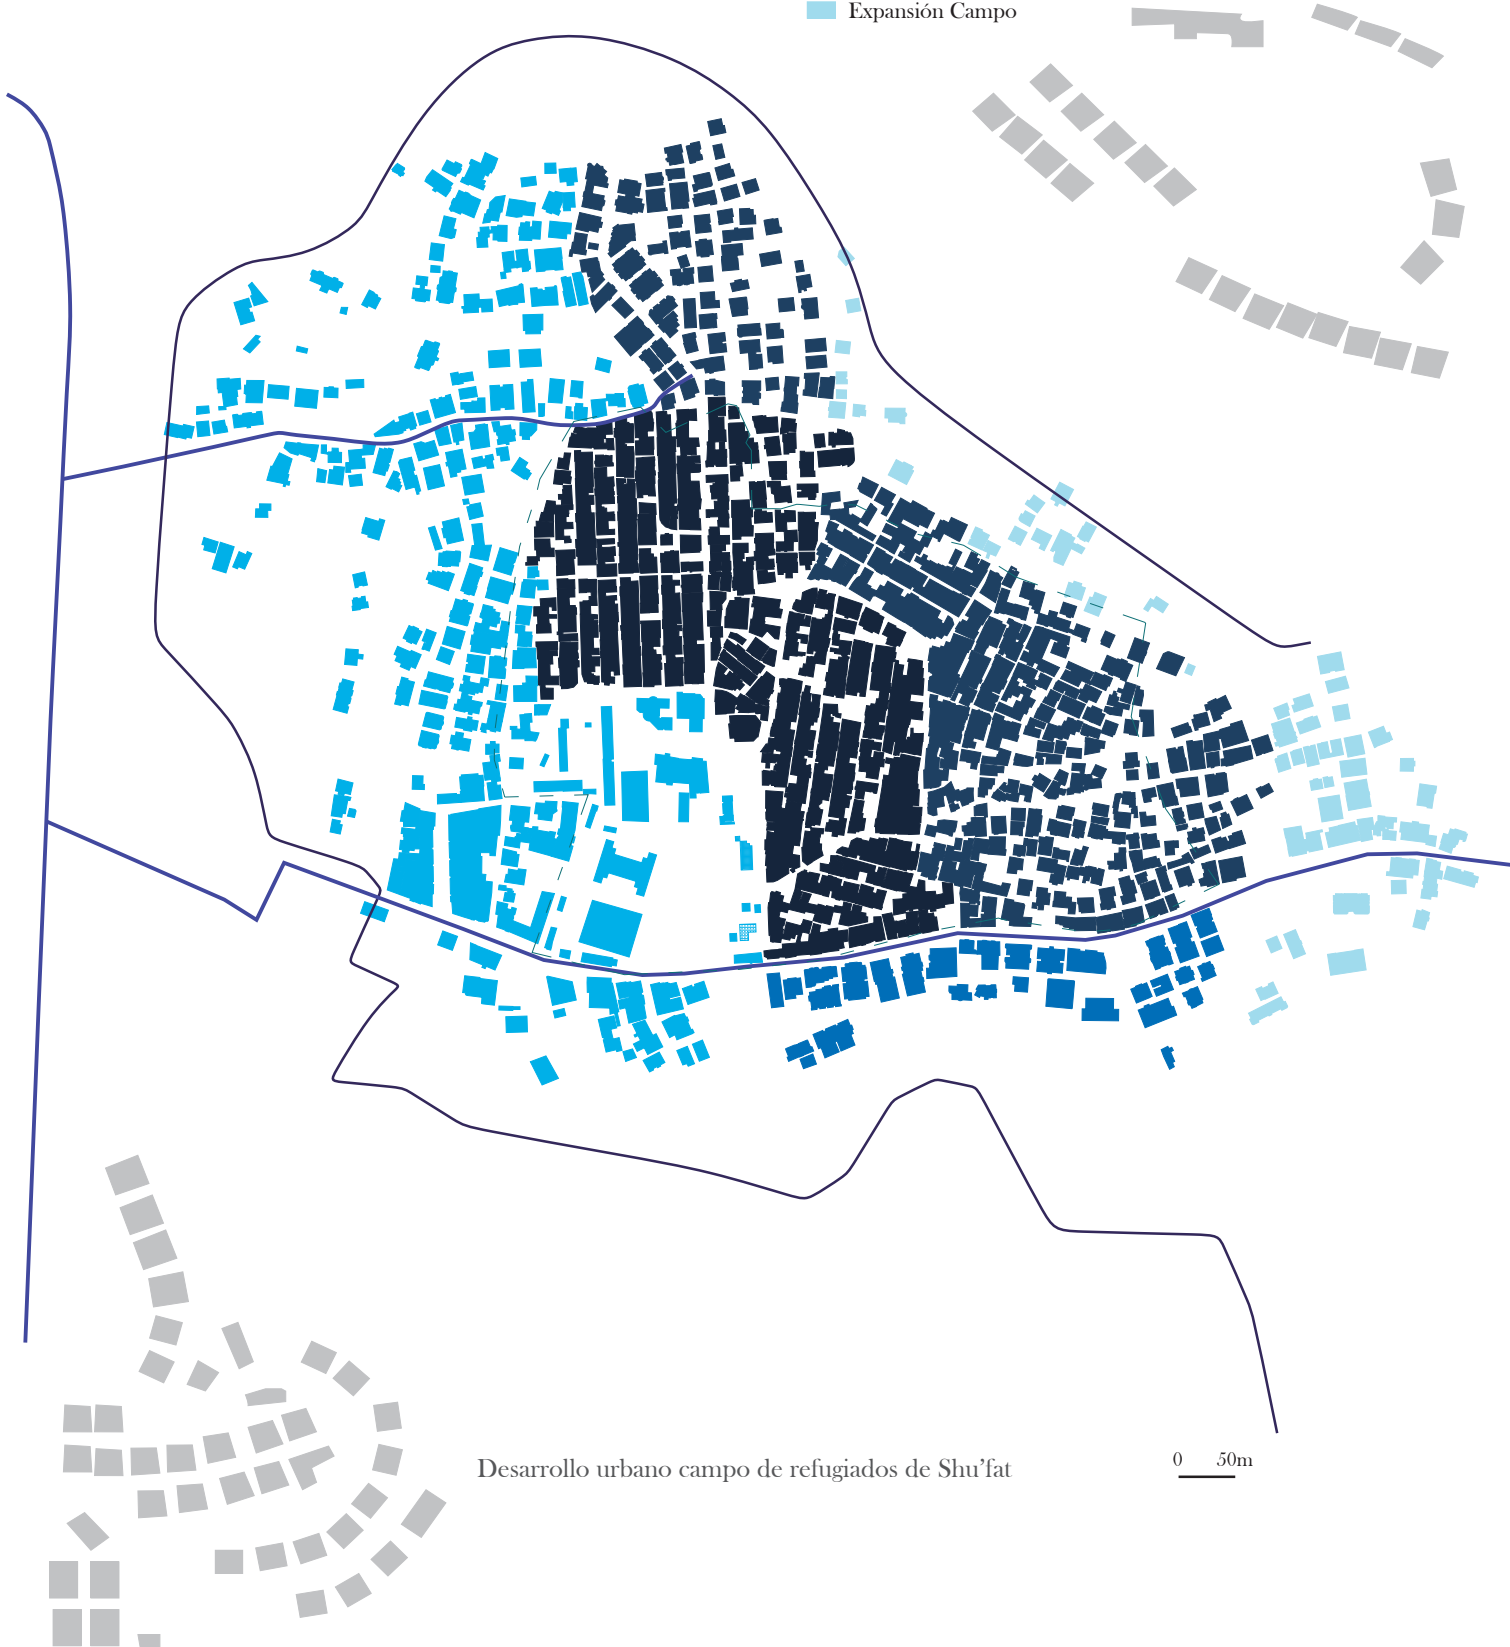 Expansión Campo
Desarrollo urbano campo de refugiados de Shu’fat
0 50m